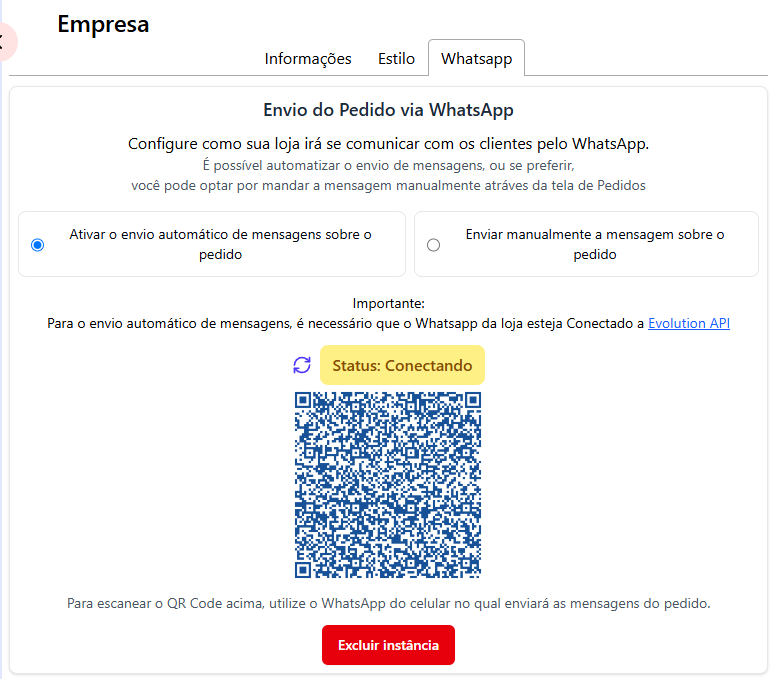 Empresa
Informações Estilo Whatsapp
Envio do Pedido via WhatsApp
Configure como sua loja irá se comunicar com os clientes pelo WhatsApp.
É possível automatizar o envio de mensagens, ou se preferir,
você pode optar por mandar a mensagem manualmente atráves da tela de Pedidos
Ativar o envio automático de mensagens sobre o
pedido
Enviar manualmente a mensagem sobre o
pedido
Importante:
Para o envio automático de mensagens, é necessário que o Whatsapp da loja esteja Conectado a Evolution API
Status: Conectando
Para escanear o QR Code acima, utilize o WhatsApp do celular no qual enviará as mensagens do pedido.
Excluir instância